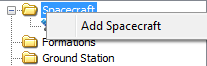 Spacecraft
Add Spacecraft
Formations
Ground Station